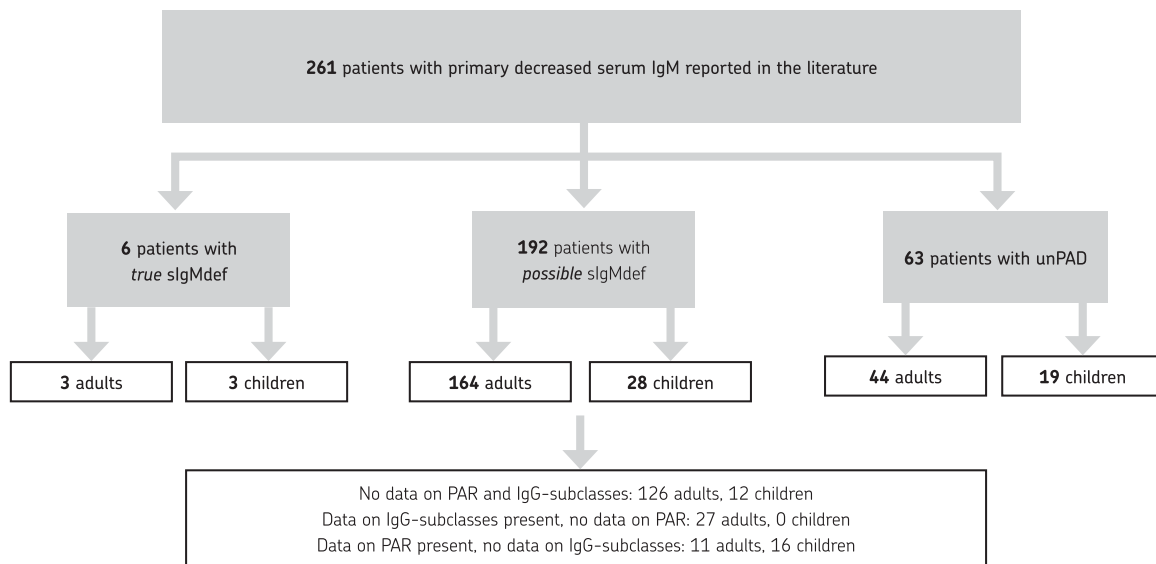 261 patients with primary decreased serum IgM reported in the literature
6 patients with
true sIgMdef
192 patients with
possible sIgMdef
63 patients with unPAD
3 adults
3 children
164 adults
28 children
44 adults
19 children
No data on PAR and IgG-subclasses: 126 adults, 12 children
Data on IgG-subclasses present, no data on PAR: 27 adults, 0 children
Data on PAR present, no data on IgG-subclasses: 11 adults, 16 children